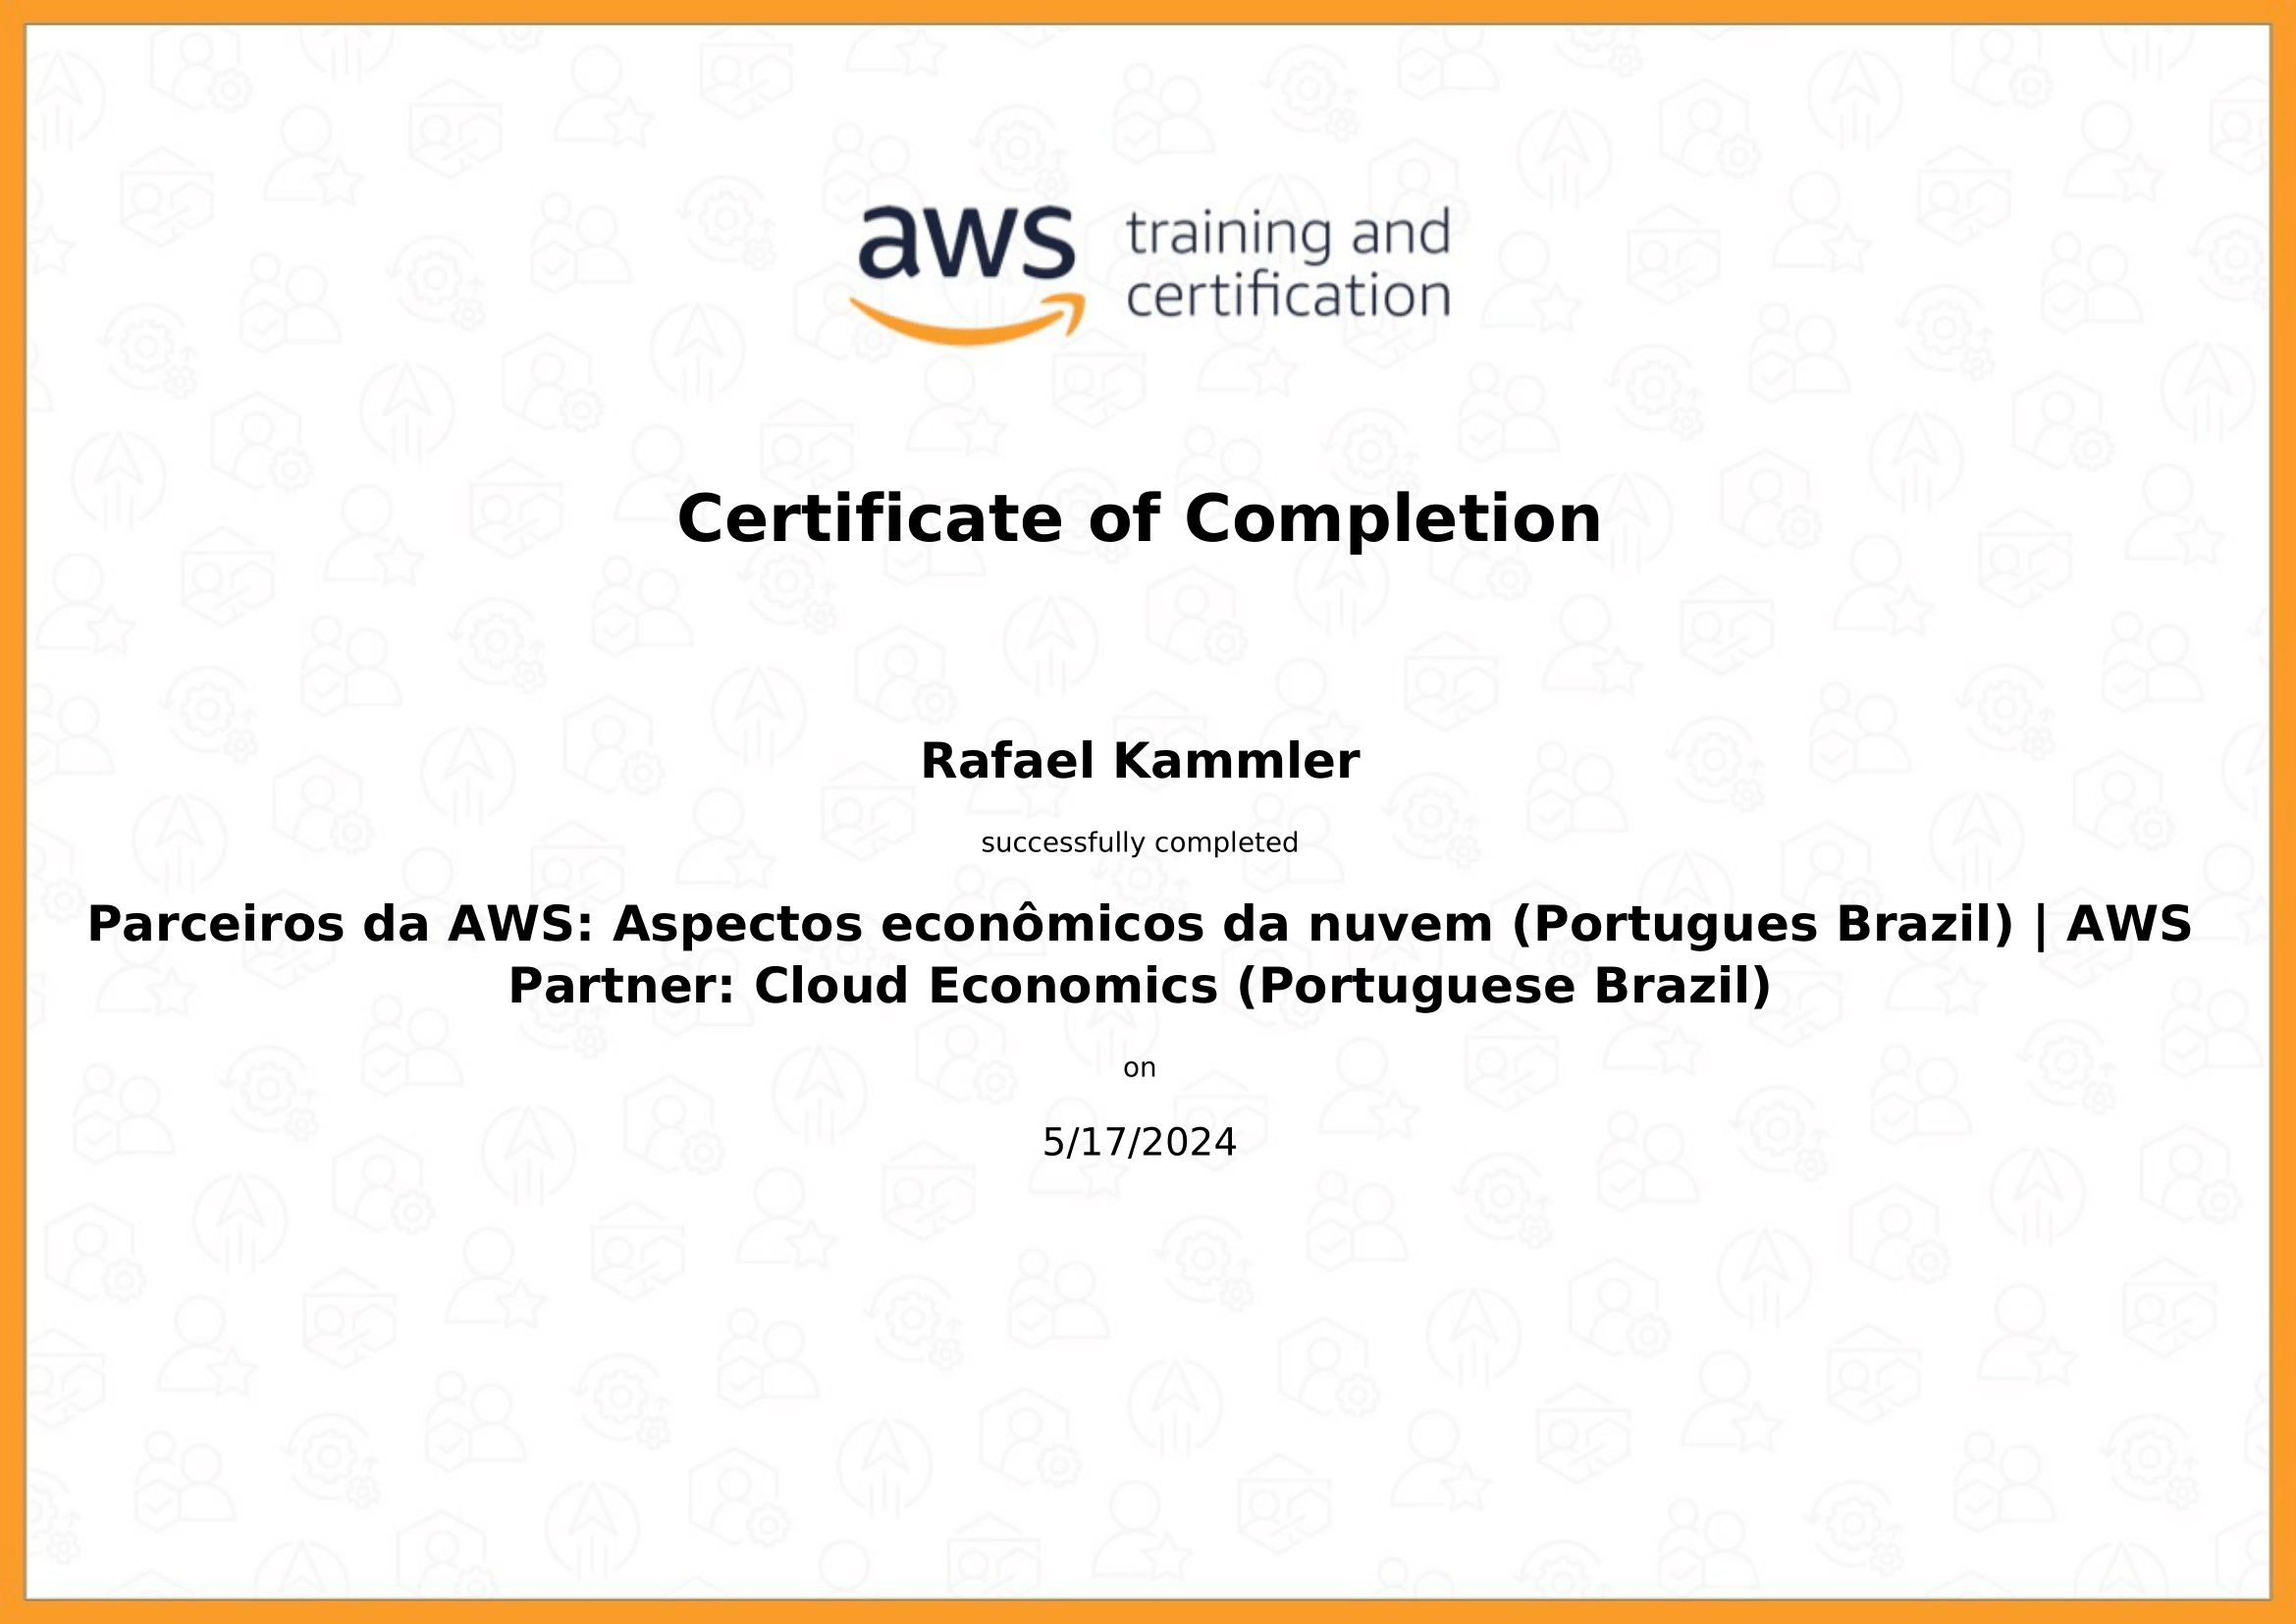 aws training and
certification
Certificate of Completion
Rafael Kammler
successfully completed
Parceiros da AWS: Aspectos econômicos da nuvem (Portugues Brazil) | AWS
Partner: Cloud Economics (Portuguese Brazil)
on
5/17/2024